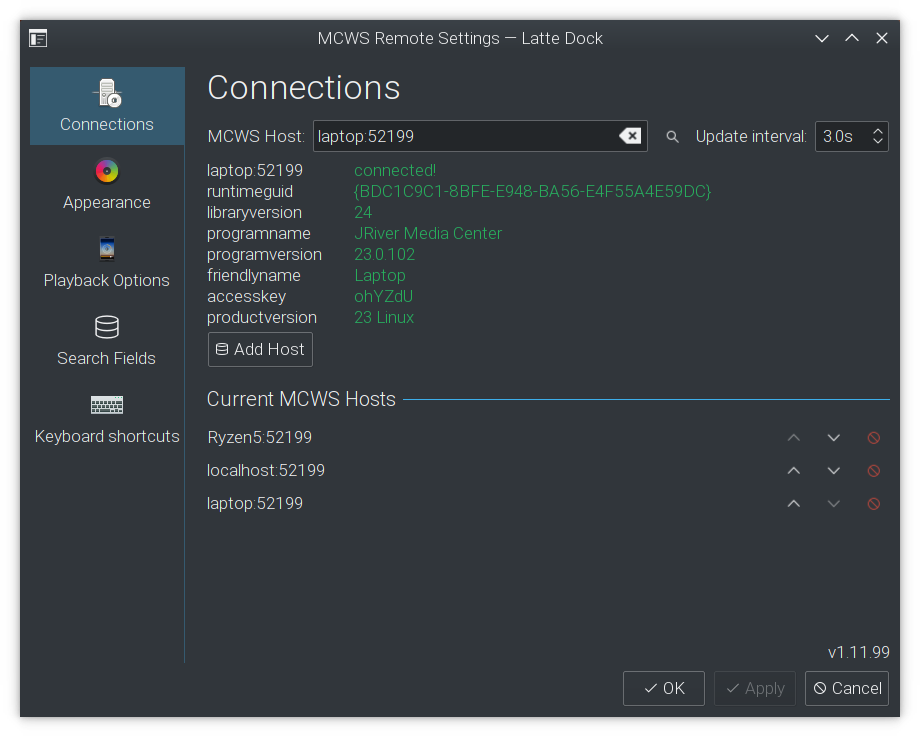 MCWS Remote Settings — Latte Dock
Connections
Appearance
Playback Options
Search Fields
Keyboard shortcuts
Connections
MCWS Host: laptop:52199 Update interval: 3.0s
laptop:52199 connected!
runtimeguid {BDC1C9C1-8BFE-E948-BA56-E4F55A4E59DC}
libraryversion 24
programname JRiver Media Center
programversion 23.0.102
friendlyname Laptop
accesskey ohYZdU
productversion 23 Linux
Add Host
Current MCWS Hosts
Ryzen5:52199
localhost:52199
laptop:52199
v1.11.99
OK Apply Cancel